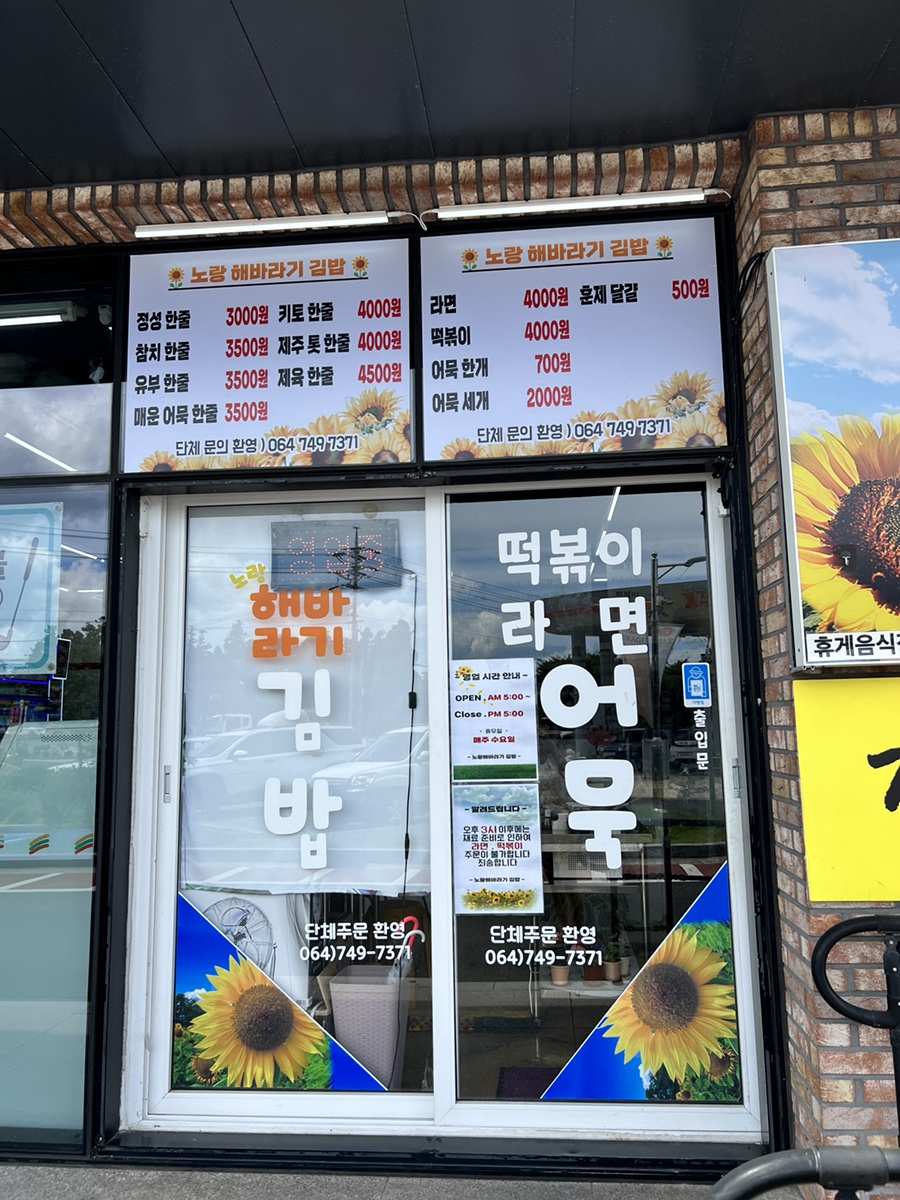 노랑 해바라기 김밥
정성 한줄 3000원 키토 한줄 4000원
참치 한줄 3500원 제주 톳 한줄 4000원
유부 한줄 3500원 제육 한줄 4500원
매운 어묵 한줄 3500원
단체 문의 환영 ) 064 749 7371
노랑 해바라기 김밥
라면 4000원 훈제 달걀 500원
떡볶이 4000원
어묵 한개 700원
어묵 세개 2000원
단체 문의 환영 ) 064 749 7371
영업중
노랑
해바
라기
김
밥
단체주문 환영
064)749-7371
떡볶이
라면
어
묵
영업 시간 안내 -
OPEN . AM 5:00 ~
Close . PM 5:00
- 휴무일 -
매주 수요일
- 노랑해바라기 김밥 -
- 알려드립니다 -
오후 3시 이후에는
재료 준비로 인하여
라면 , 떡볶이
주문이 불가합니다
죄송합니다
- 노랑해바라기 김밥 -
단체주문 환영
064)749-7371
출입문
휴게음식